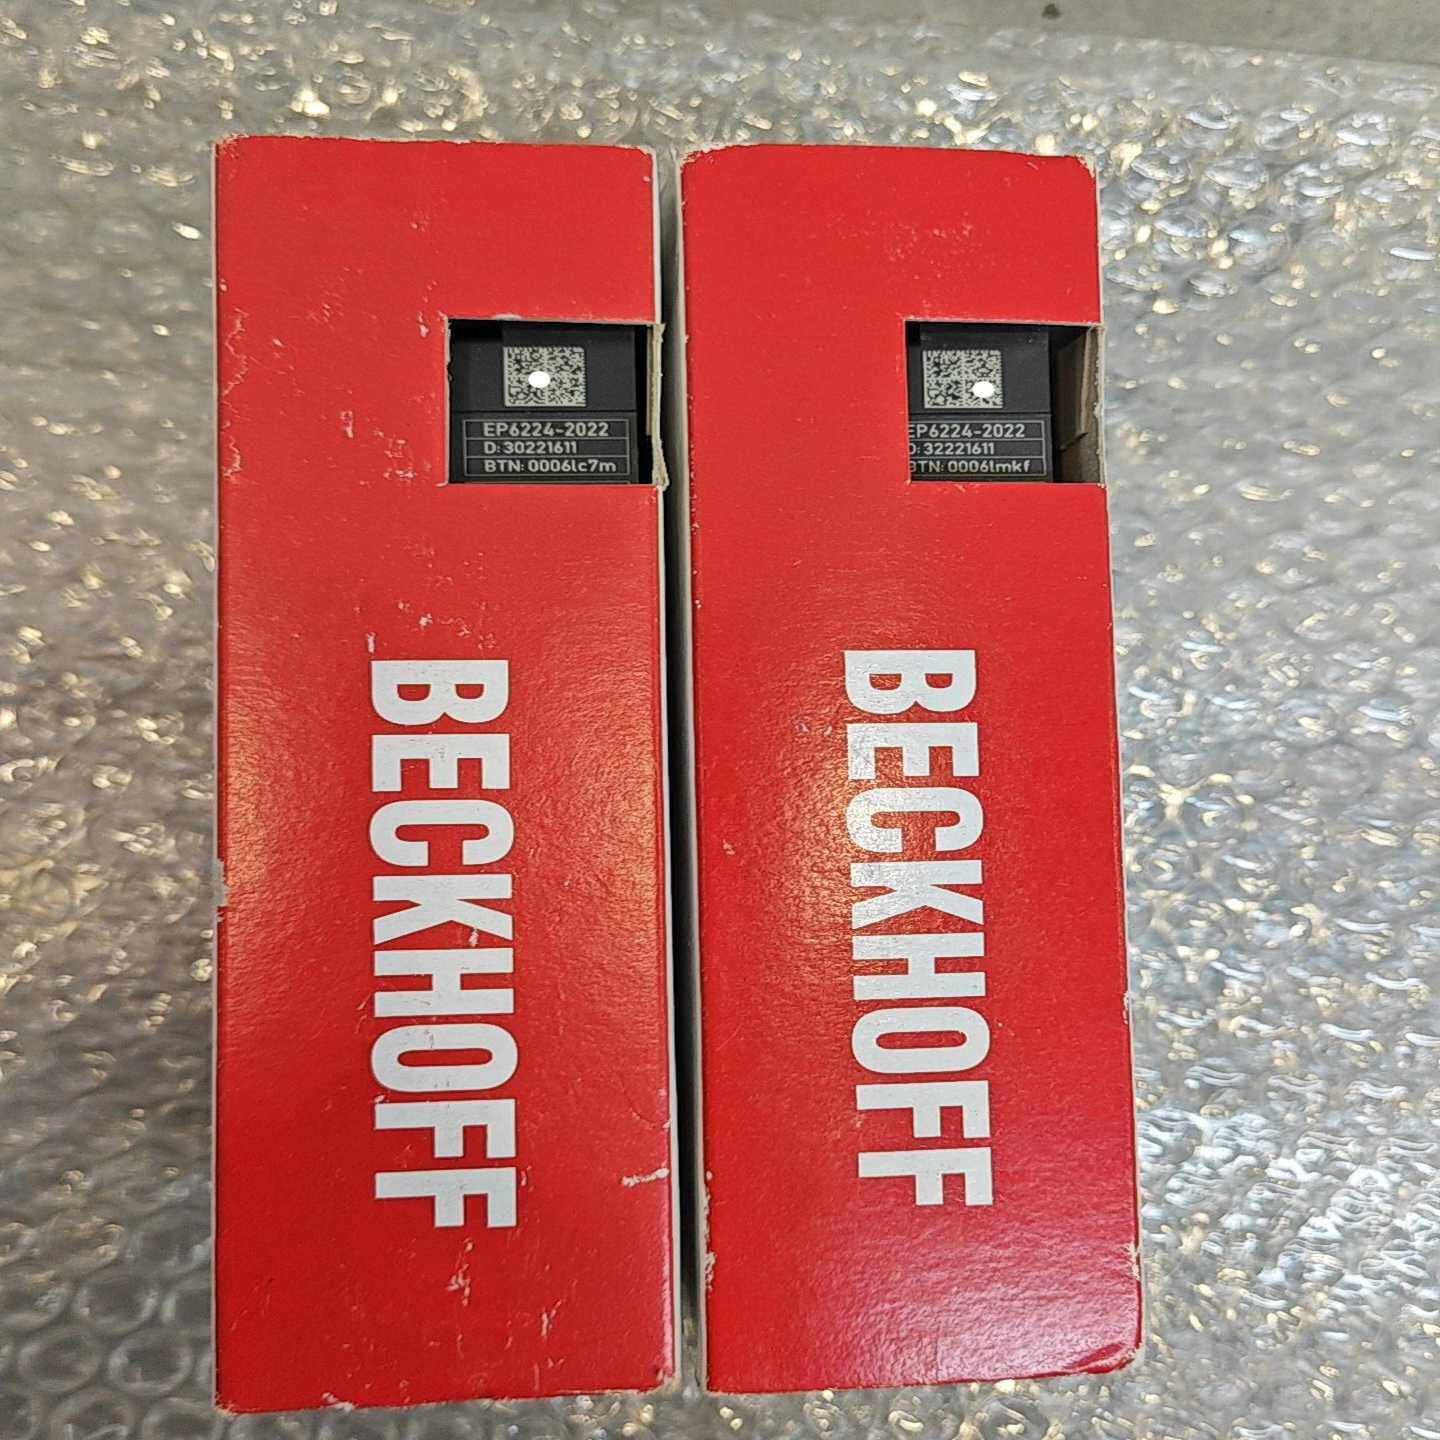 EP6224-2022
D: 30221611
BTN: 0006lc7m
BECKHOFF
EP6224-2022
D: 32221611
BTN: 0006lmkf
BECKHOFF